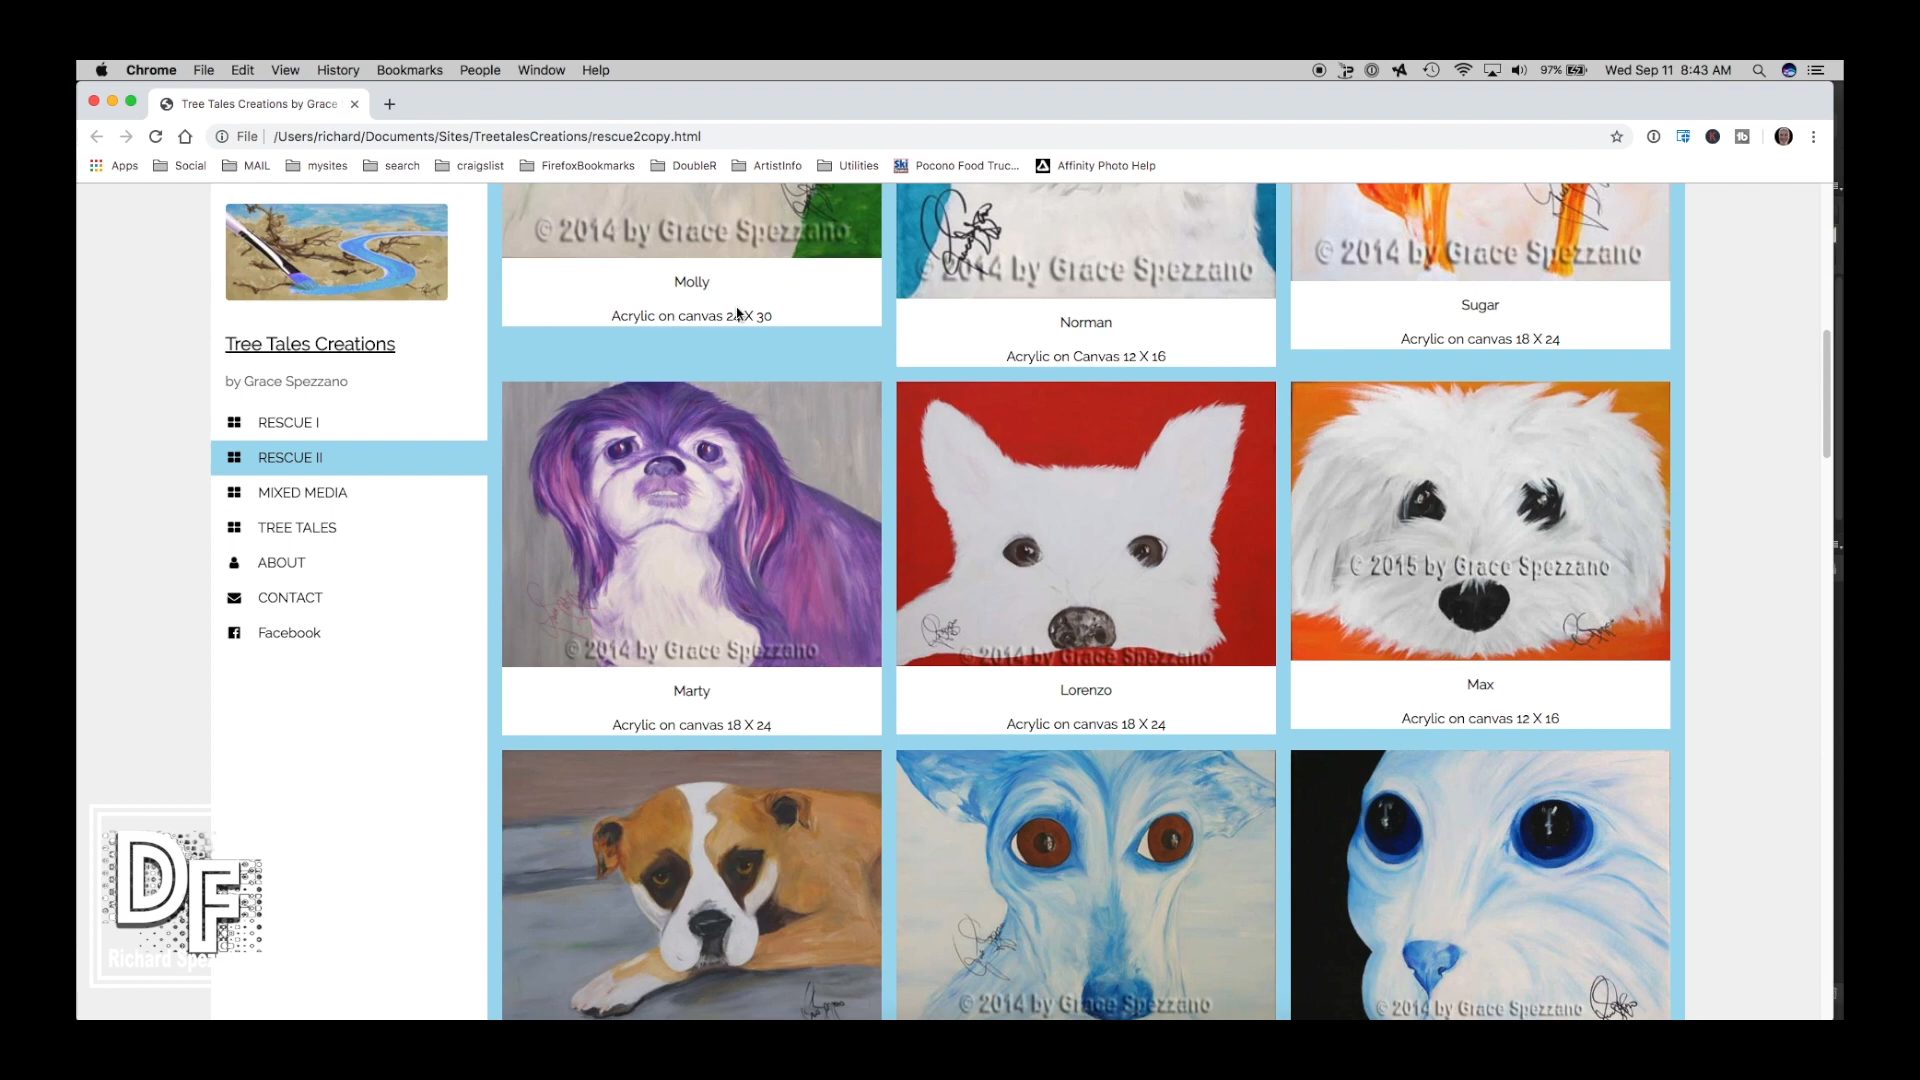 Chrome File Edit View History Bookmarks People Window Help
97% Wed Sep 11 8:43 AM
Tree Tales Creations by Grace
File /Users/richard/Documents/Sites/TreetalesCreations/rescue2copy.html
Apps Social MAIL mysites search craigslist FirefoxBookmarks DoubleR ArtistInfo Utilities Pocono Food Truc... Affinity Photo Help
Tree Tales Creations
by Grace Spezzano
RESCUE I
RESCUE II
MIXED MEDIA
TREE TALES
ABOUT
CONTACT
Facebook
© 2014 by Grace Spezzano
Molly
Acrylic on canvas 24 X 30
© 2014 by Grace Spezzano
Norman
Acrylic on Canvas 12 X 16
© 2014 by Grace Spezzano
Sugar
Acrylic on canvas 18 X 24
© 2014 by Grace Spezzano
Marty
Acrylic on canvas 18 X 24
© 2014 by Grace Spezzano
Lorenzo
Acrylic on canvas 18 X 24
© 2015 by Grace Spezzano
Max
Acrylic on canvas 12 X 16
© 2014 by Grace Spezzano
© 2014 by Grace Spezzano
DF
Richard